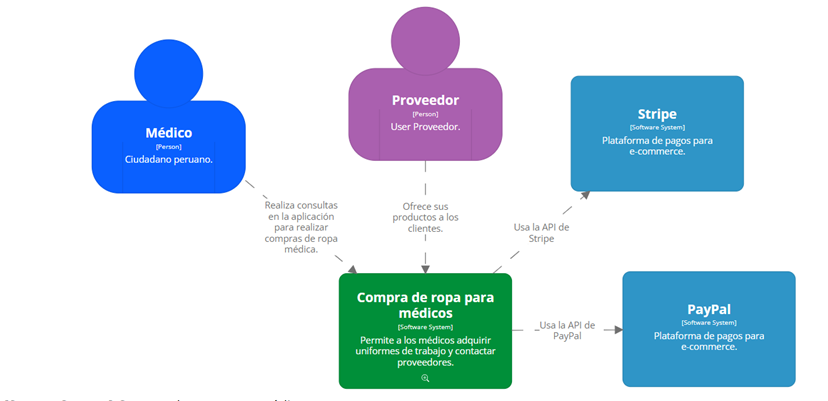 Médico
[Person]
Ciudadano peruano.
Proveedor
[Person]
User Proveedor.
Stripe
[Software System]
Plataforma de pagos para
e-commerce.
Realiza consultas
en la aplicación
para realizar
compras de ropa
médica.
Ofrece sus
productos a los
clientes.
Usa la API de
Stripe
Compra de ropa para
médicos
[Software System]
Permite a los médicos adquirir
uniformes de trabajo y contactar
proveedores.
Usa la API de
PayPal
PayPal
[Software System]
Plataforma de pagos para
e-commerce.